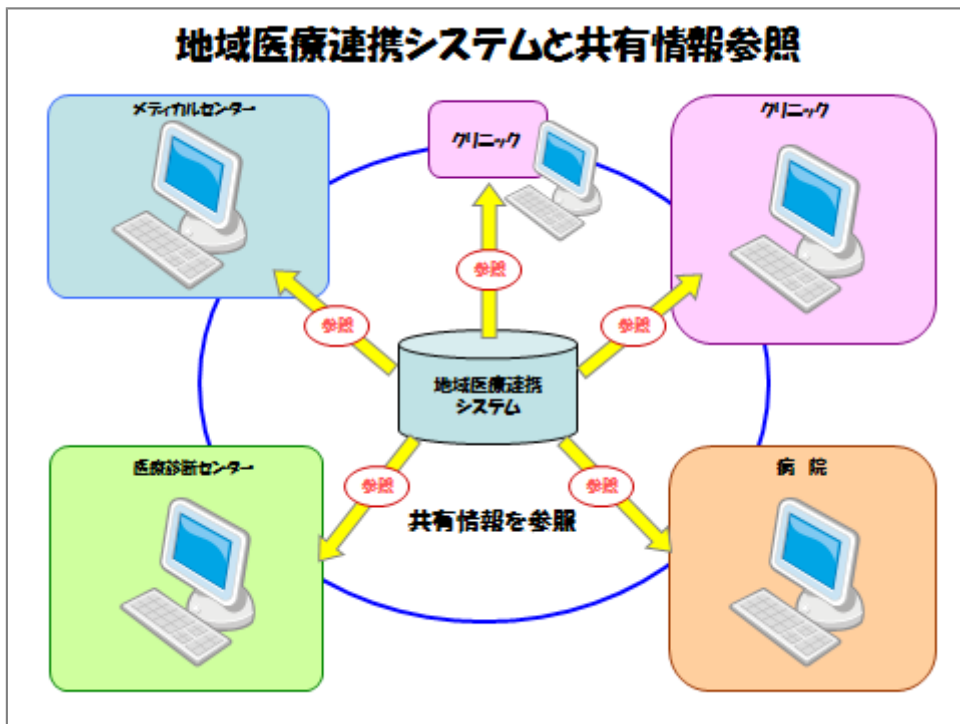 地域医療連携システムと共有情報参照
メディカルセンター
クリニック
クリニック
参照
参照
参照
地域医療連携
システム
医療診断センター
病 院
参照
参照
共有情報を参照